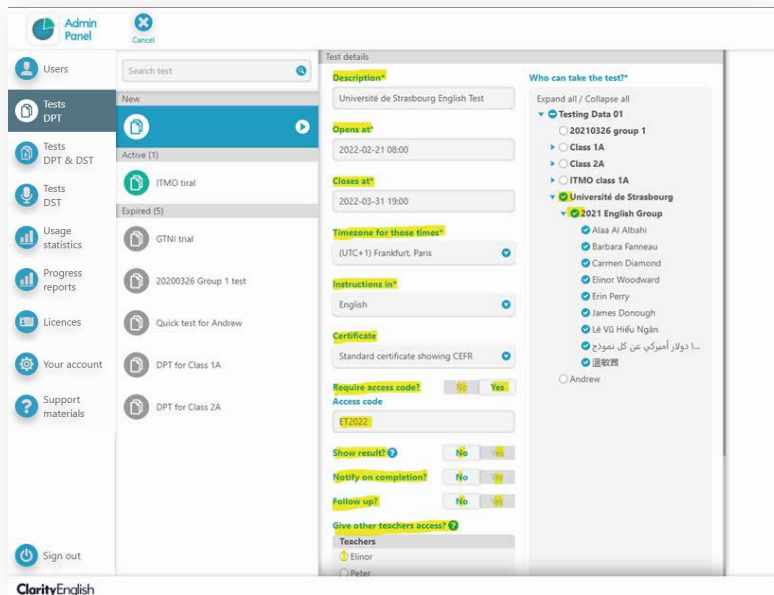 Admin
Panel
Cancel
Users
Tests
DPT
Tests
DPT & DST
Tests
DST
Usage
statistics
Progress
reports
Licences
Your account
Support
materials
Sign out
ClarityEnglish
Search test
New
Active (1)
ITMO tiral
Expired (5)
GTNI trial
20200326 Group 1 test
Quick test for Andrew
DPT for Class 1A
DPT for Class 2A
Test details
Description*
Université de Strasbourg English Test
Opens at*
2022-02-21 08:00
Closes at*
2022-03-31 19:00
Timezone for those times*
(UTC+1) Frankfurt, Paris
Instructions in*
English
Certificate
Standard certificate showing CEFR
Require access code? No Yes
Access code
ET2022
Show result? No Yes
Notify on completion? No Yes
Follow up? No Yes
Give other teachers access?
Teachers
Elinor
Peter
Who can take the test?*
Expand all / Collapse all
Testing Data 01
20210326 group 1
Class 1A
Class 2A
ITMO class 1A
Université de Strasbourg
2021 English Group
Alaa Al Albahi
Barbara Fanneau
Carmen Diamond
Elinor Woodward
Erin Perry
James Donough
Lê Vũ Hiếu Ngân
ا دولار أميركي عن كل نموذج...
溫敏茜
Andrew